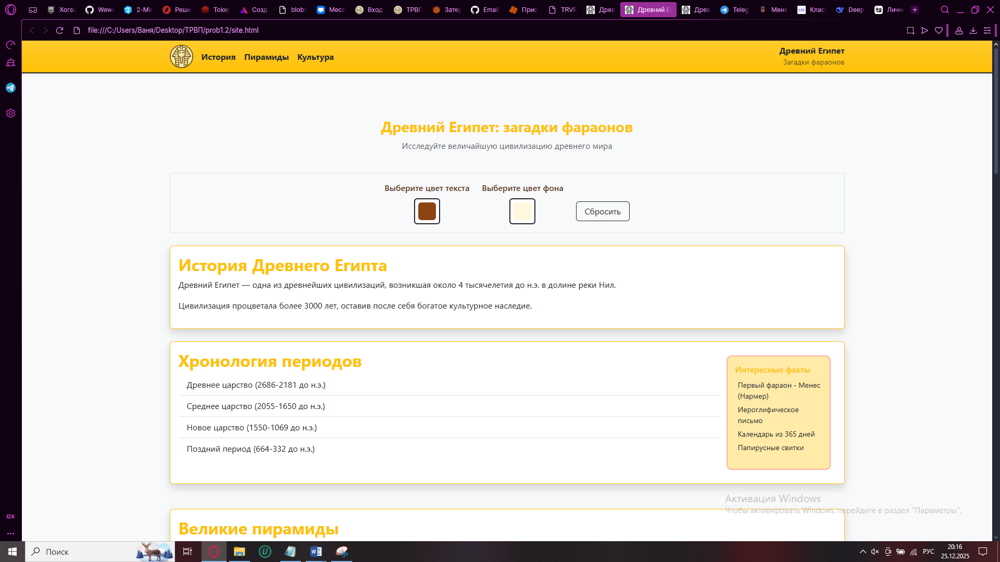 Хогва
Wewe
2-Mir
Реши
Toker
Созд
blob:
Месс
Вход
ТРВП
Затер
Email
Прис
TRVP
Древ
Древний Ег
Древ
Teleg
Мене
Клас
Deep
Личн
file:///C:/Users/Ваня/Desktop/ТРВП/prob1.2/site.html
История Пирамиды Культура
Древний Египет
Загадки фараонов
Древний Египет: загадки фараонов
Исследуйте величайшую цивилизацию древнего мира
Выберите цвет текста
Выберите цвет фона
Сбросить
История Древнего Египта
Древний Египет — одна из древнейших цивилизаций, возникшая около 4 тысячелетия до н.э. в долине реки Нил.
Цивилизация процветала более 3000 лет, оставив после себя богатое культурное наследие.
Хронология периодов
Древнее царство (2686-2181 до н.э.)
Среднее царство (2055-1650 до н.э.)
Новое царство (1550-1069 до н.э.)
Поздний период (664-332 до н.э.)
Интересные факты
Первый фараон - Менес
(Нармер)
Иероглифическое
письмо
Календарь из 365 дней
Папирусные свитки
Активация Windows
Чтобы активировать Windows, перейдите в раздел "Параметры".
Великие пирамиды
GX
Поиск
РУС
20:16
25.12.2025